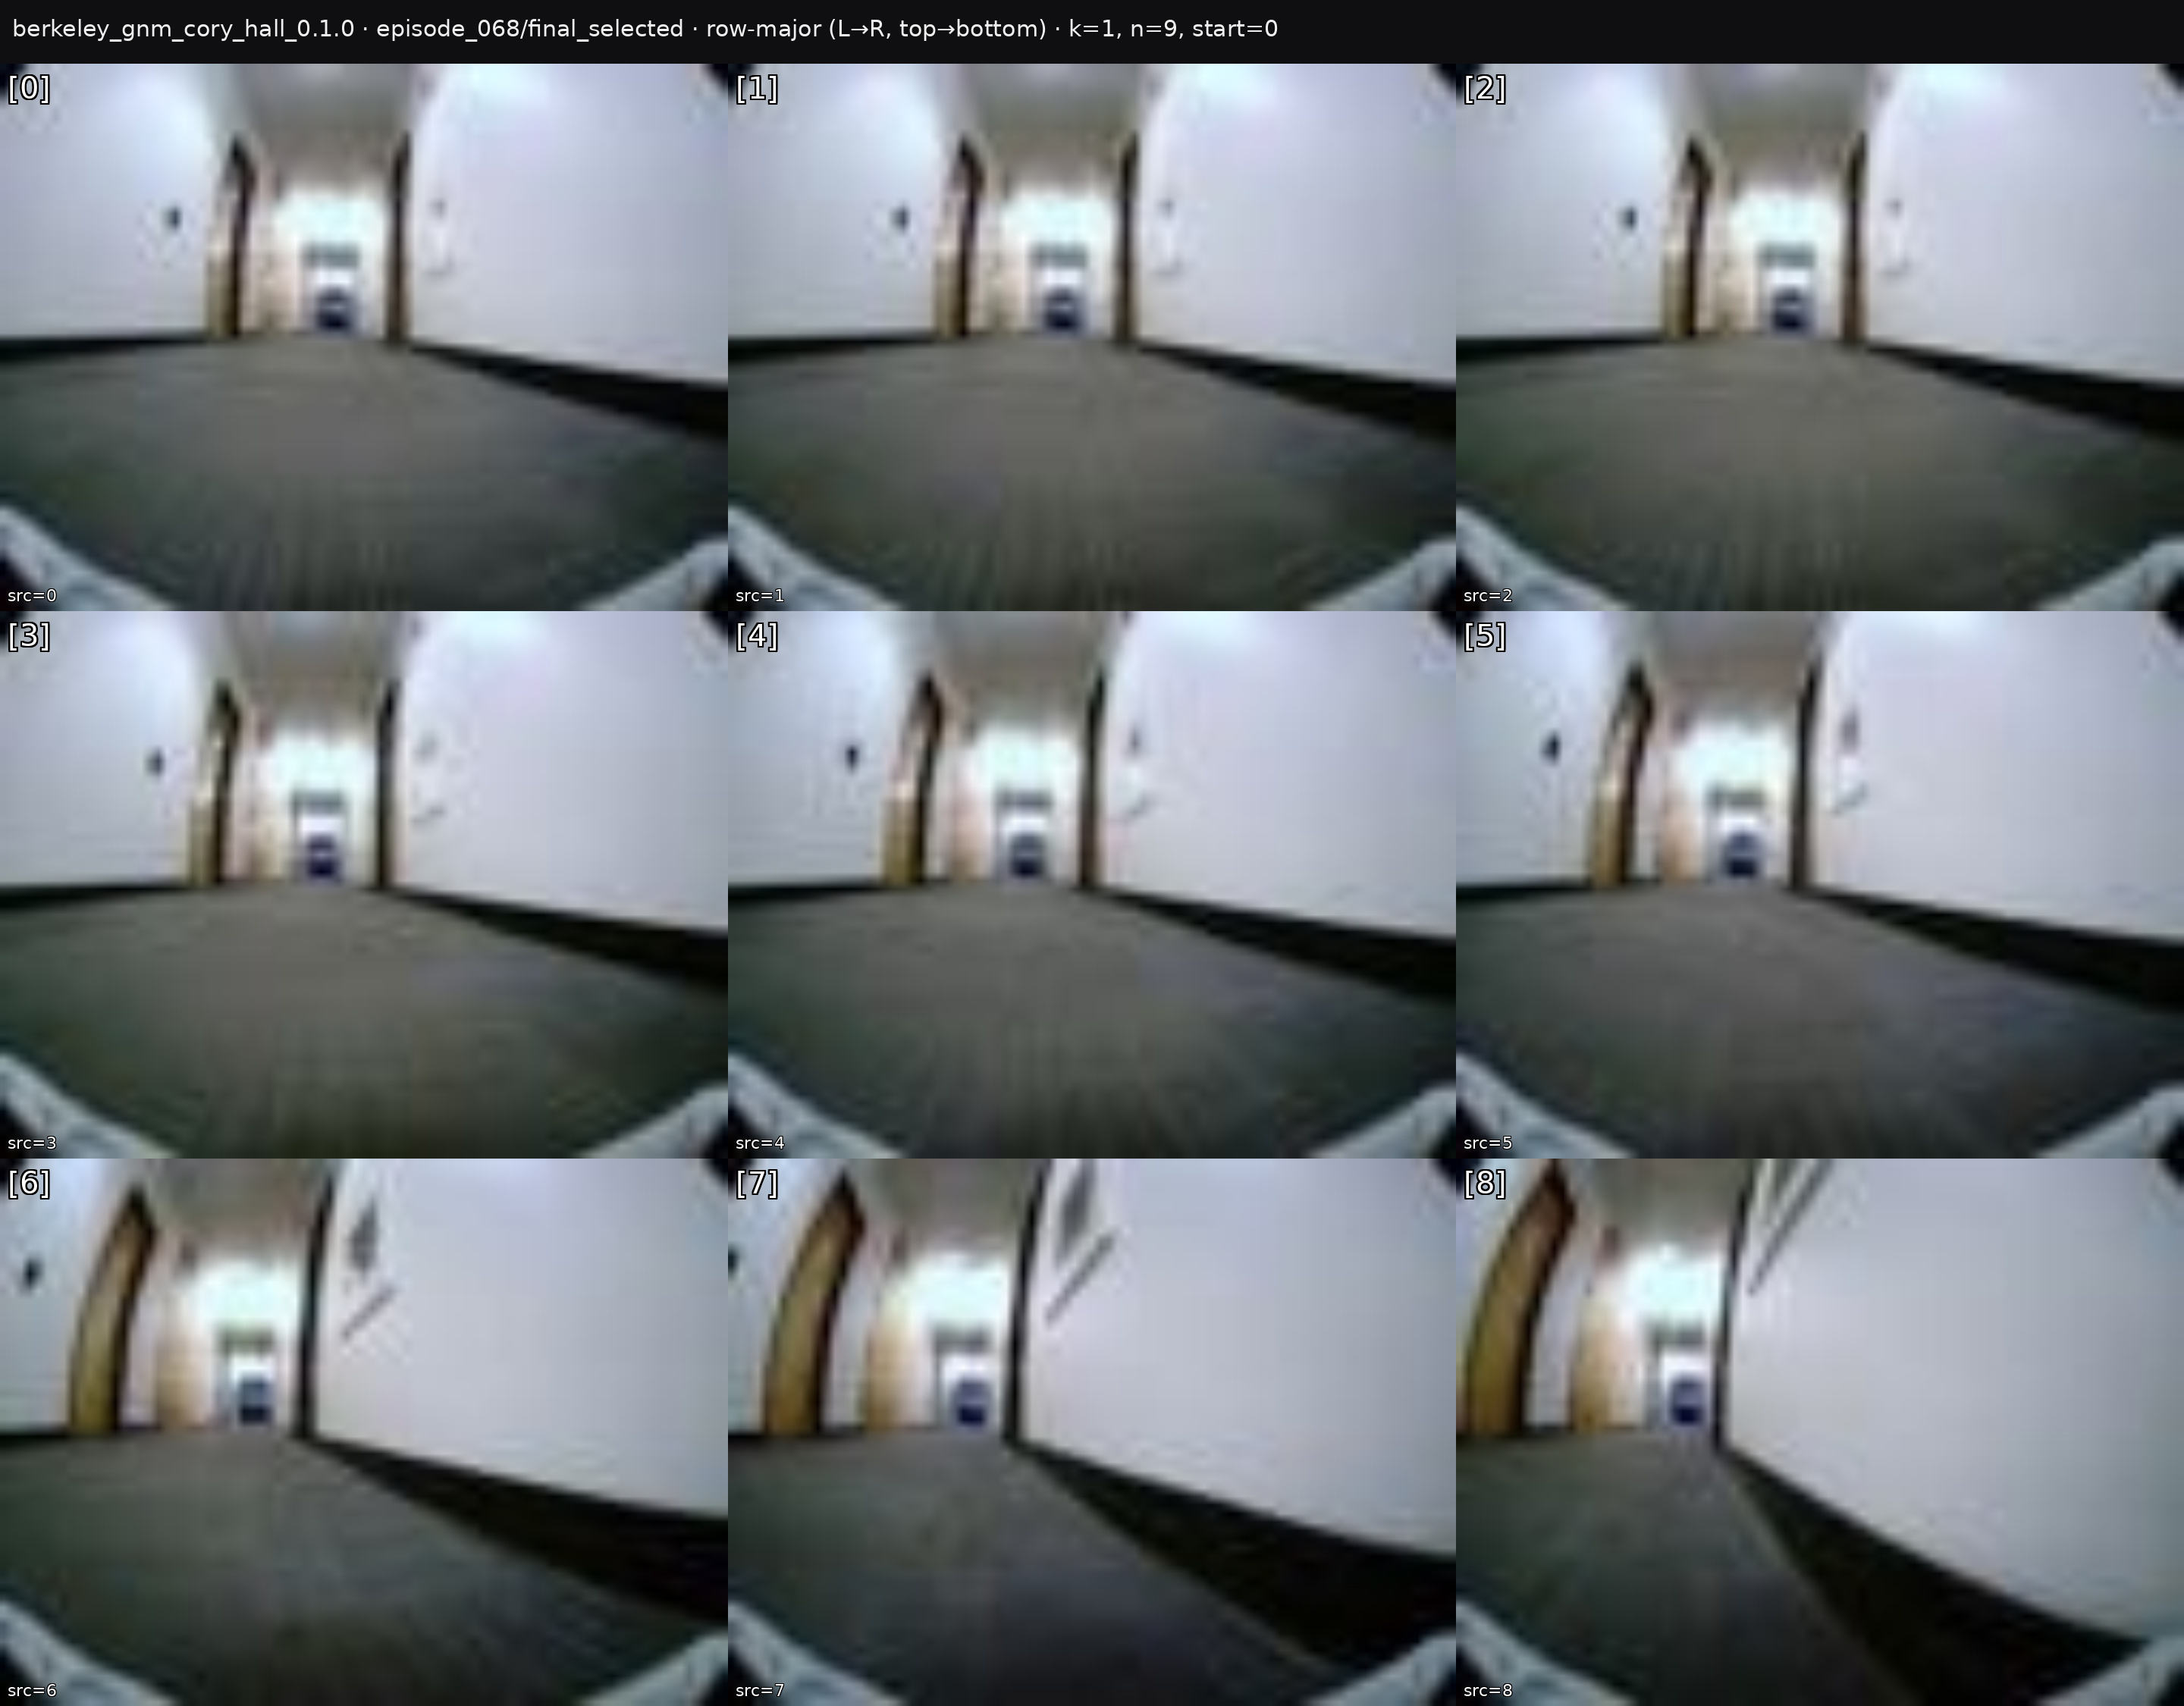 berkeley_gnm_cory_hall_0.1.0 · episode_068/final_selected · row-major (L→R, top→bottom) · k=1, n=9, start=0
[0]
[1]
[2]
src=0
src=1
src=2
[3]
[4]
[5]
src=3
src=4
src=5
[6]
[7]
[8]
src=6
src=7
src=8